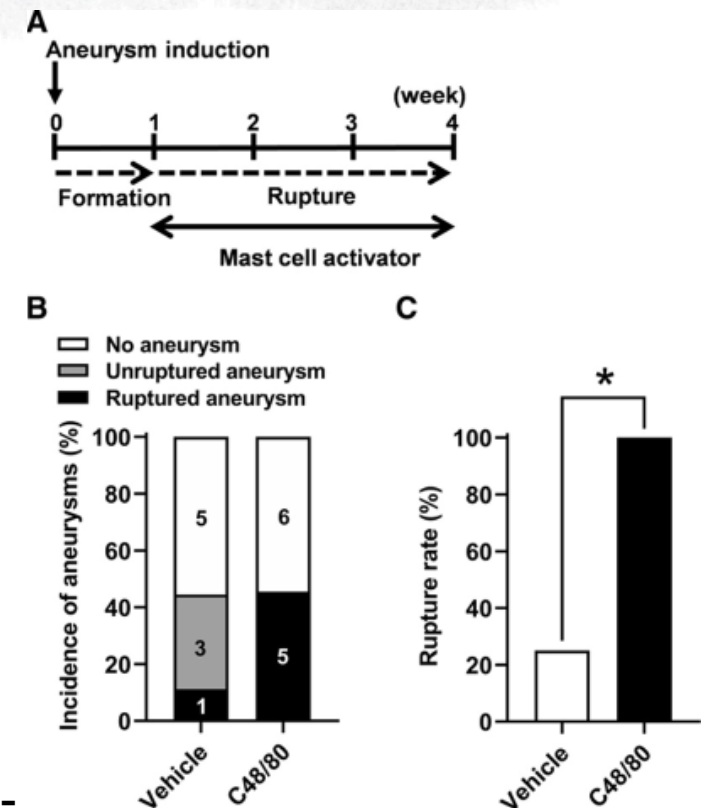 A
Aneurysm induction
(week)
0 1 2 3 4
Formation Rupture
Mast cell activator
B
No aneurysm
Unruptured aneurysm
Ruptured aneurysm
Incidence of aneurysms (%)
100
80
60
40
20
0
5 6
3
5
1
Vehicle C48/80
C
*
Rupture rate (%)
100
80
60
40
20
0
Vehicle C48/80